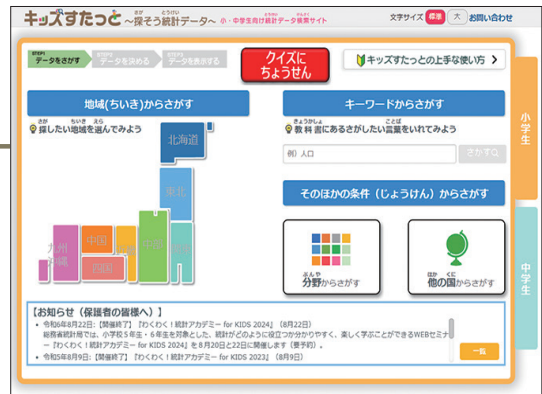 キッズすたっと ～探そう統計データ～ 小・中学生向け統計データ検索サイト
文字サイズ 標準 大 お問い合わせ
STEP1 データをさがす
データを決める
データを表示する
クイズに
ちょうせん
キッズすたっとの上手な使い方
地域(ちいき)からさがす
探したい地域を選んでみよう
北海道
東北
中国
四国
九州
沖縄
キーワードからさがす
教科書にあるさがしたい言葉をいれてみよう
例）人口
さがす
そのほかの条件（じょうけん）からさがす
分野からさがす
他の国からさがす
小学生
中学生
【お知らせ（保護者の皆様へ）】
• 令和6年8月22日:【開催終了】『わくわく！統計アカデミー for KIDS 2024』（8月22日）
総務省統計局では、小学校5年生・6年生を対象とした、統計がどのように役立つか分かりやすく、楽しく学ぶことができるWEBセミナ
ー『わくわく！統計アカデミー for KIDS 2024』を8月20日と22日に開催します（要予約）。
• 令和5年8月9日:【開催終了】『わくわく！統計アカデミー for KIDS 2023』（8月9日）
一覧